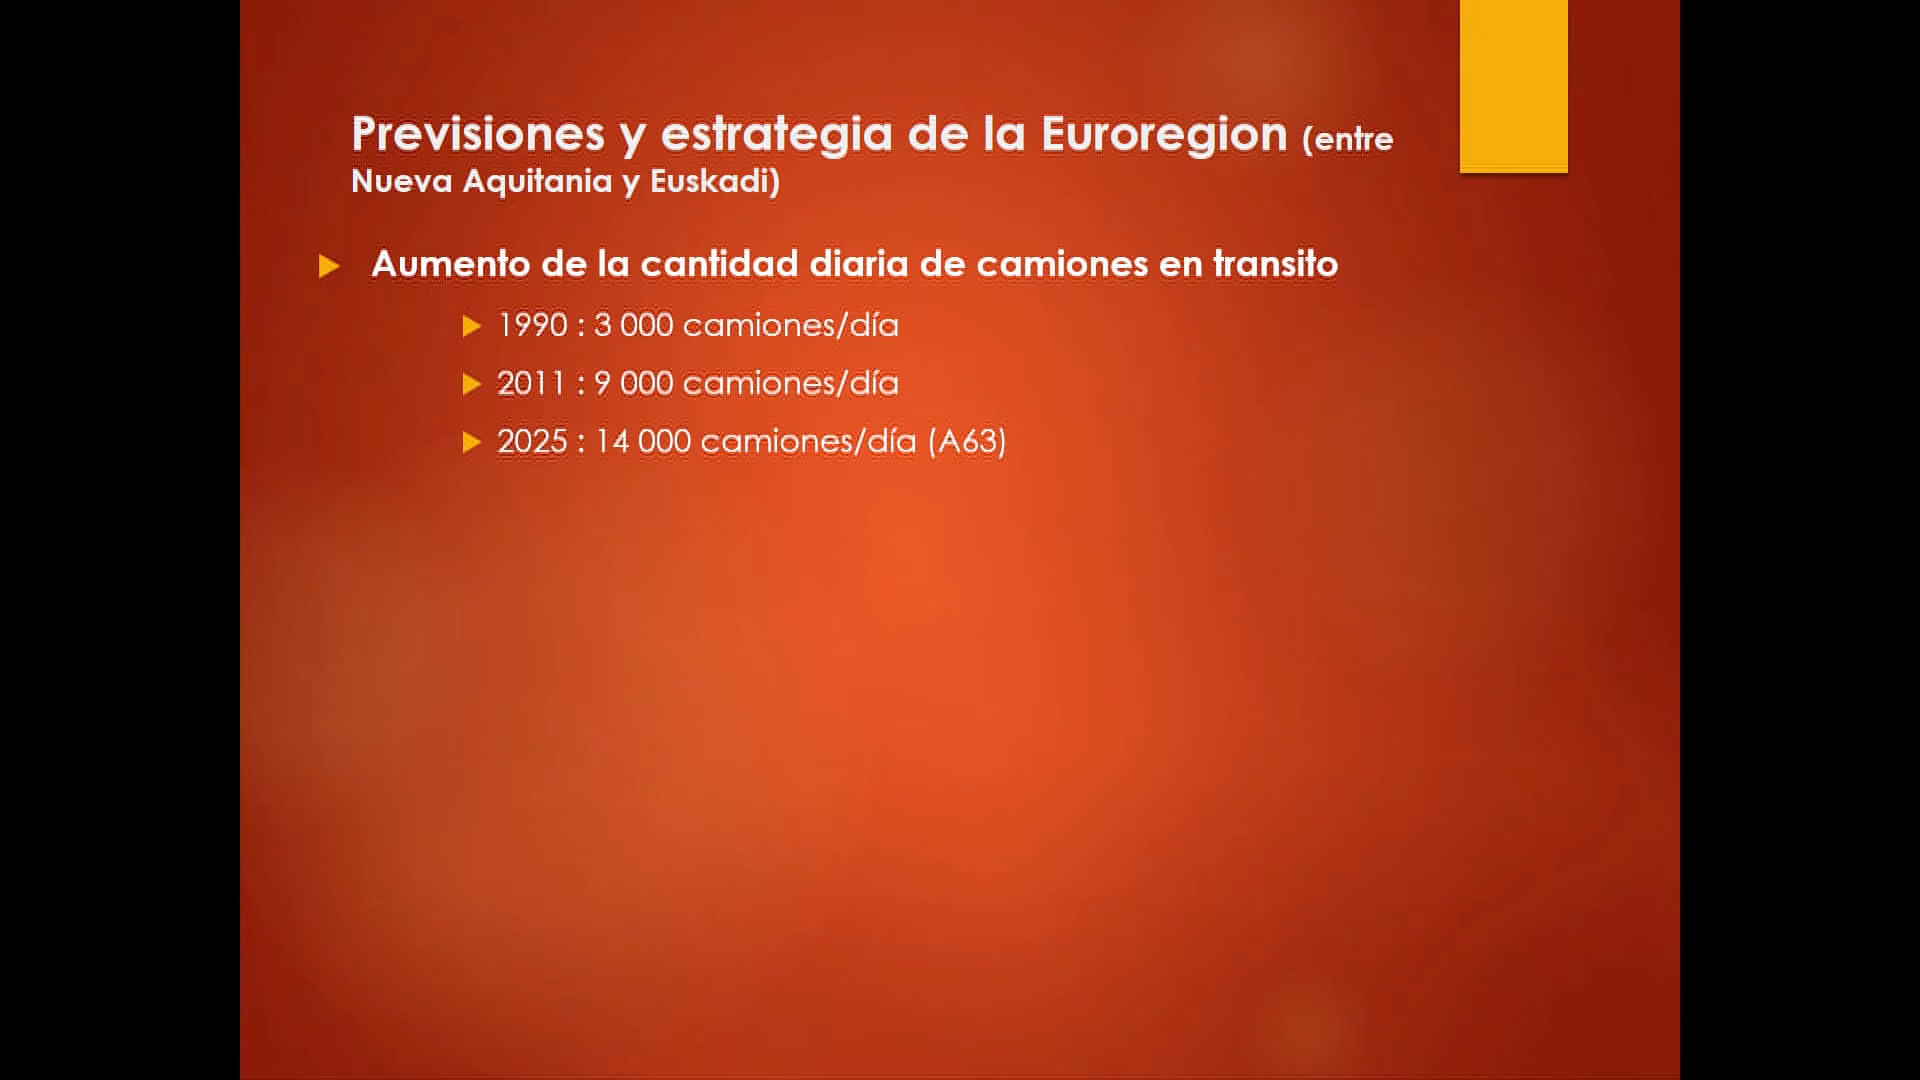 Previsiones y estrategia de la Euroregion (entre
Nueva Aquitania y Euskadi)
Aumento de la cantidad diaria de camiones en transito
1990 : 3 000 camiones/día
2011 : 9 000 camiones/día
2025 : 14 000 camiones/día (A63)